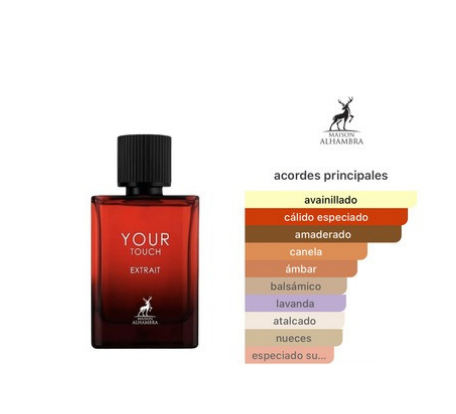 YOUR
TOUCH
EXTRAIT
MAISON
ALHAMBRA
MAISON
ALHAMBRA
acordes principales
avainillado
cálido especiado
amaderado
canela
ámbar
balsámico
lavanda
atalcado
nueces
especiado su...